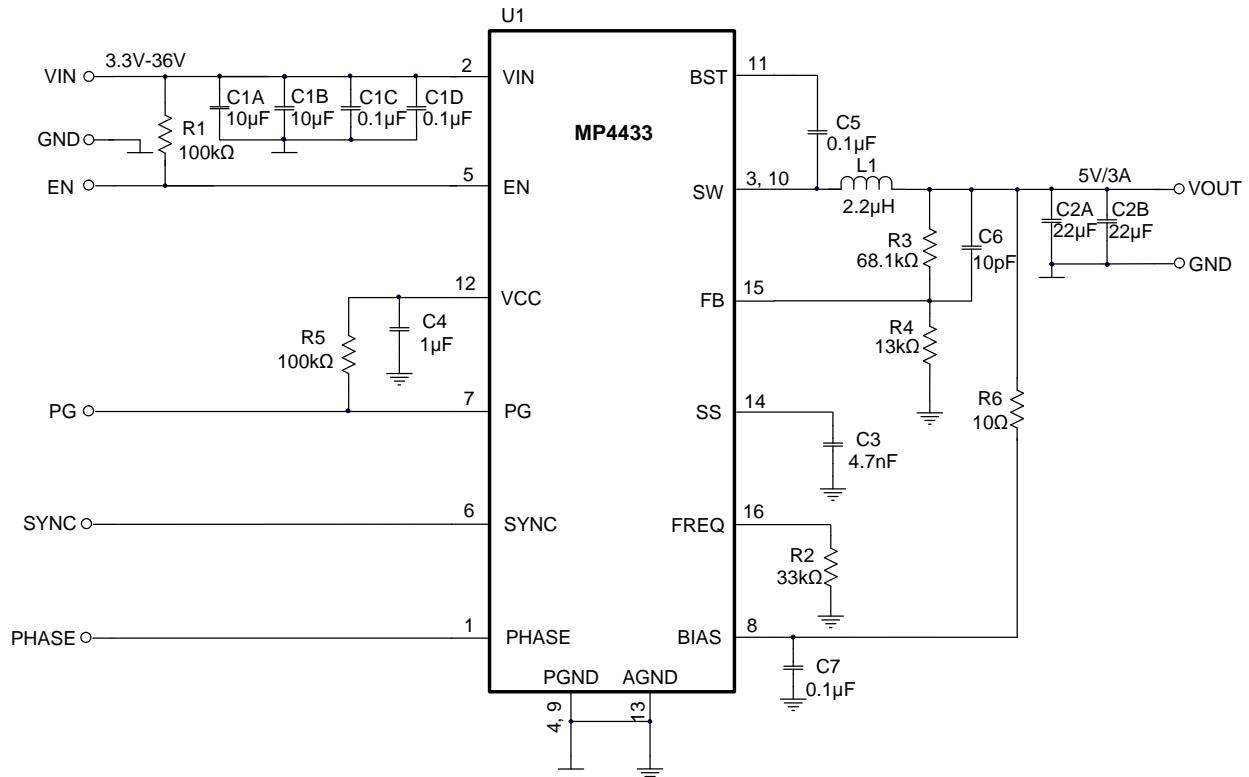 U1
3.3V-36V
VIN
2
VIN
BST
11
C1A
10µF
C1B
10µF
C1C
0.1µF
C1D
0.1µF
MP4433
C5
0.1µF
GND
R1
100kΩ
EN
5
EN
SW
3, 10
L1
2.2µH
5V/3A
VOUT
C2A
22µF
C2B
22µF
R3
68.1kΩ
C6
10pF
GND
12
VCC
FB
15
C4
1µF
R5
100kΩ
R4
13kΩ
PG
7
PG
SS
14
R6
10Ω
C3
4.7nF
SYNC
6
SYNC
FREQ
16
R2
33kΩ
PHASE
1
PHASE
BIAS
8
C7
0.1µF
PGND
AGND
4, 9
13